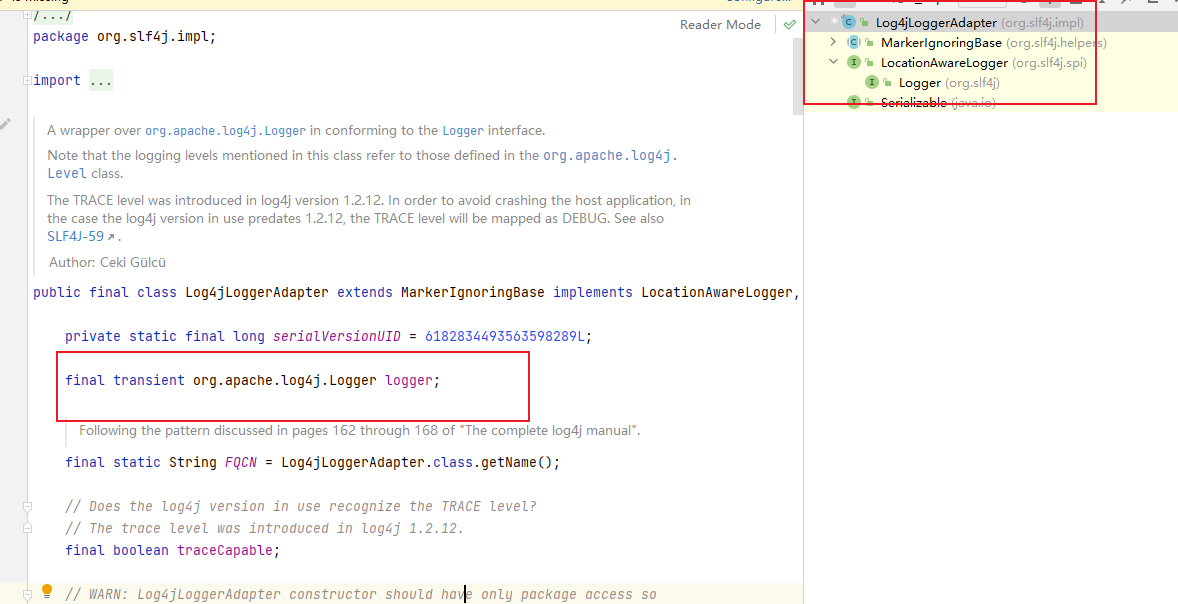 /.../
package org.slf4j.impl;
import ...
Reader Mode
A wrapper over org.apache.log4j.Logger in conforming to the Logger interface.
Note that the logging levels mentioned in this class refer to those defined in the org.apache.log4j.
Level class.
The TRACE level was introduced in log4j version 1.2.12. In order to avoid crashing the host application, in
the case the log4j version in use predates 1.2.12, the TRACE level will be mapped as DEBUG. See also
SLF4J-59 .
Author: Ceki Gülcü
public final class Log4jLoggerAdapter extends MarkerIgnoringBase implements LocationAwareLogger,
private static final long serialVersionUID = 6182834493563598289L;
final transient org.apache.log4j.Logger logger;
Following the pattern discussed in pages 162 through 168 of "The complete log4j manual".
final static String FQCN = Log4jLoggerAdapter.class.getName();
// Does the log4j version in use recognize the TRACE level?
// The trace level was introduced in log4j 1.2.12.
final boolean traceCapable;
// WARN: Log4jLoggerAdapter constructor should have only package access so
Log4jLoggerAdapter (org.slf4j.impl)
MarkerIgnoringBase (org.slf4j.helpers)
LocationAwareLogger (org.slf4j.spi)
Logger (org.slf4j)
Serializable (java.io)